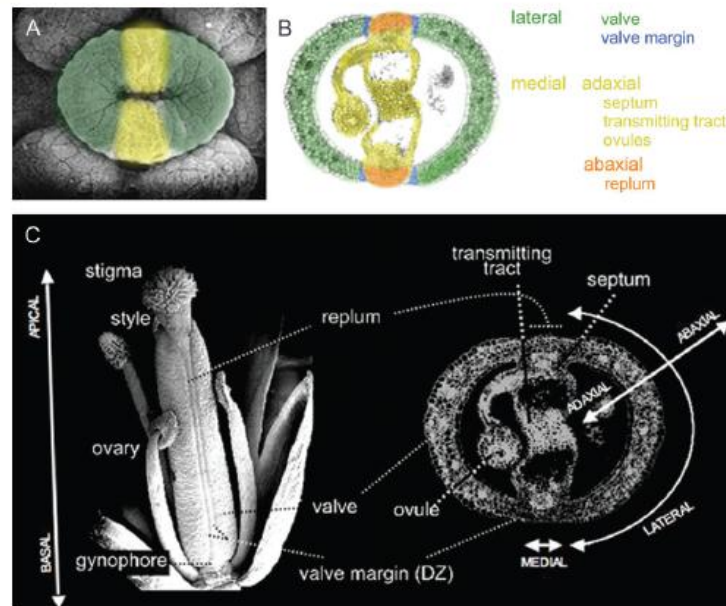 A
B
lateral valve
valve margin
medial adaxial
septum
transmitting tract
ovules
abaxial
replum
C
APICAL
BASAL
stigma
style
replum
ovary
valve
gynophore
valve margin (DZ)
transmitting
tract
septum
ABAXIAL
ADAXIAL
ovule
LATERAL
MEDIAL